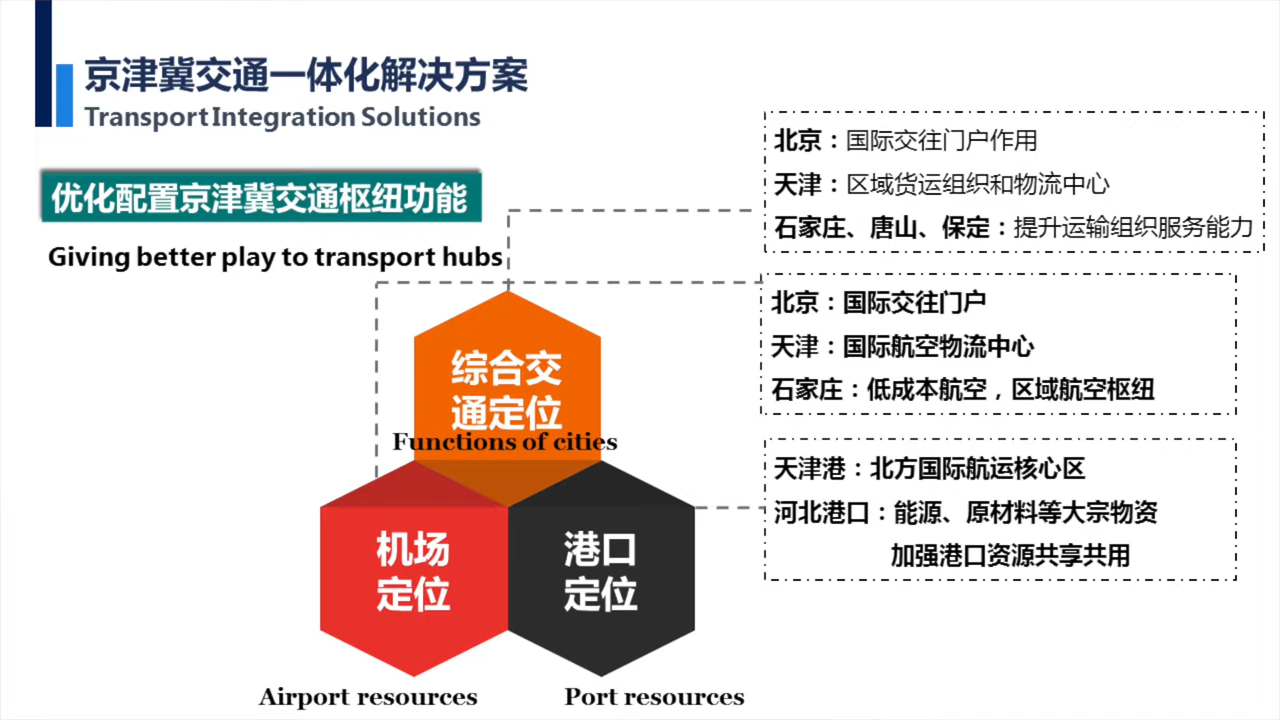 京津冀交通一体化解决方案
Transport Integration Solutions
优化配置京津冀交通枢纽功能
Giving better play to transport hubs
北京：国际交往门户作用
天津：区域货运组织和物流中心
石家庄、唐山、保定：提升运输组织服务能力
北京：国际交往门户
天津：国际航空物流中心
石家庄：低成本航空，区域航空枢纽
天津港：北方国际航运核心区
河北港口：能源、原材料等大宗物资
加强港口资源共享共用
综合交
通定位
Functions of cities
机场
定位
港口
定位
Airport resources
Port resources